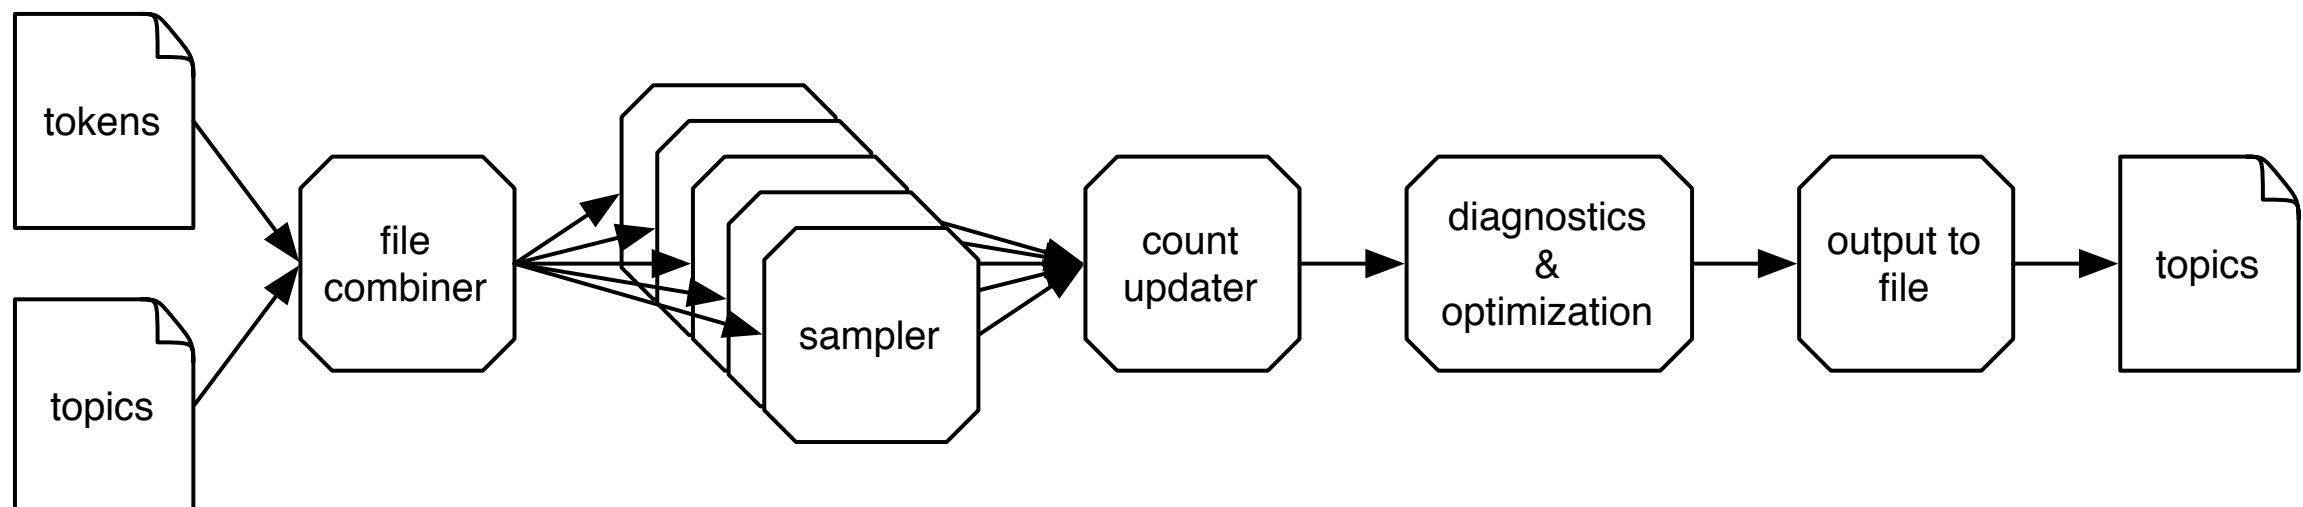 tokens
topics
file
combiner
sampler
count
updater
diagnostics
&
optimization
output to
file
topics